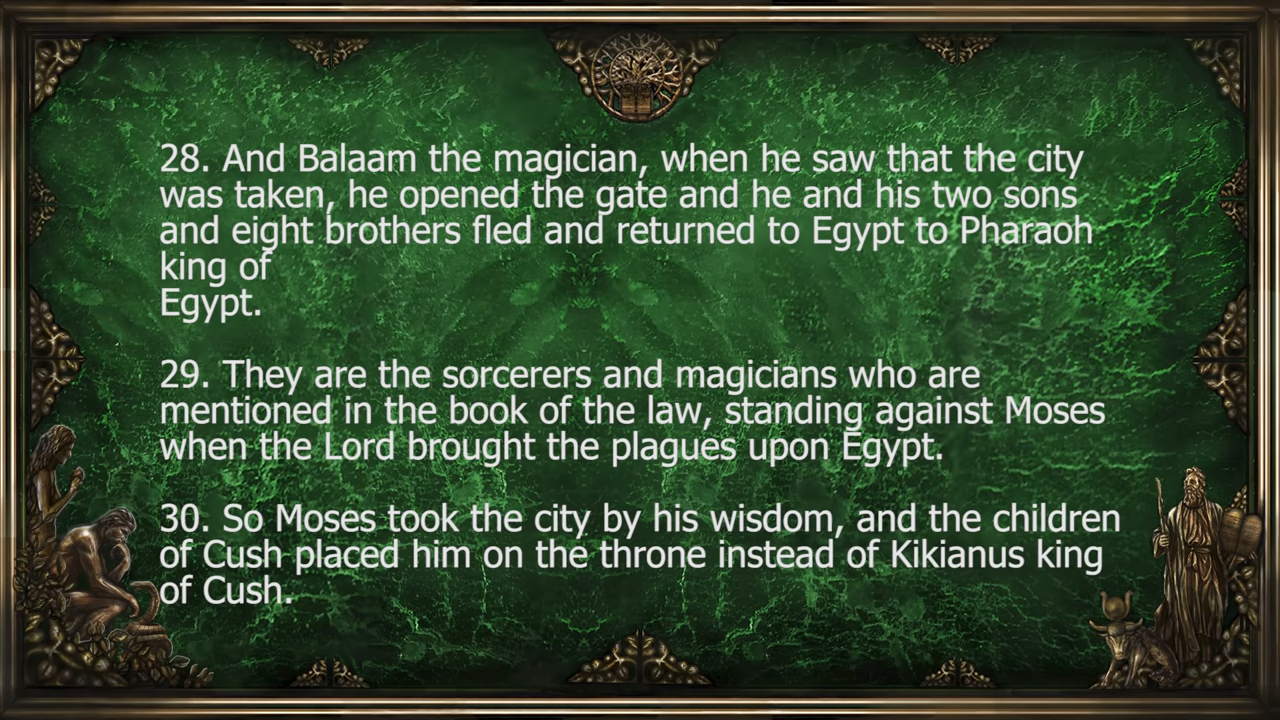 28. And Balaam the magician, when he saw that the city
was taken, he opened the gate and he and his two sons
and eight brothers fled and returned to Egypt to Pharaoh
king of
Egypt.
29. They are the sorcerers and magicians who are
mentioned in the book of the law, standing against Moses
when the Lord brought the plagues upon Egypt.
30. So Moses took the city by his wisdom, and the children
of Cush placed him on the throne instead of Kikianus king
of Cush.